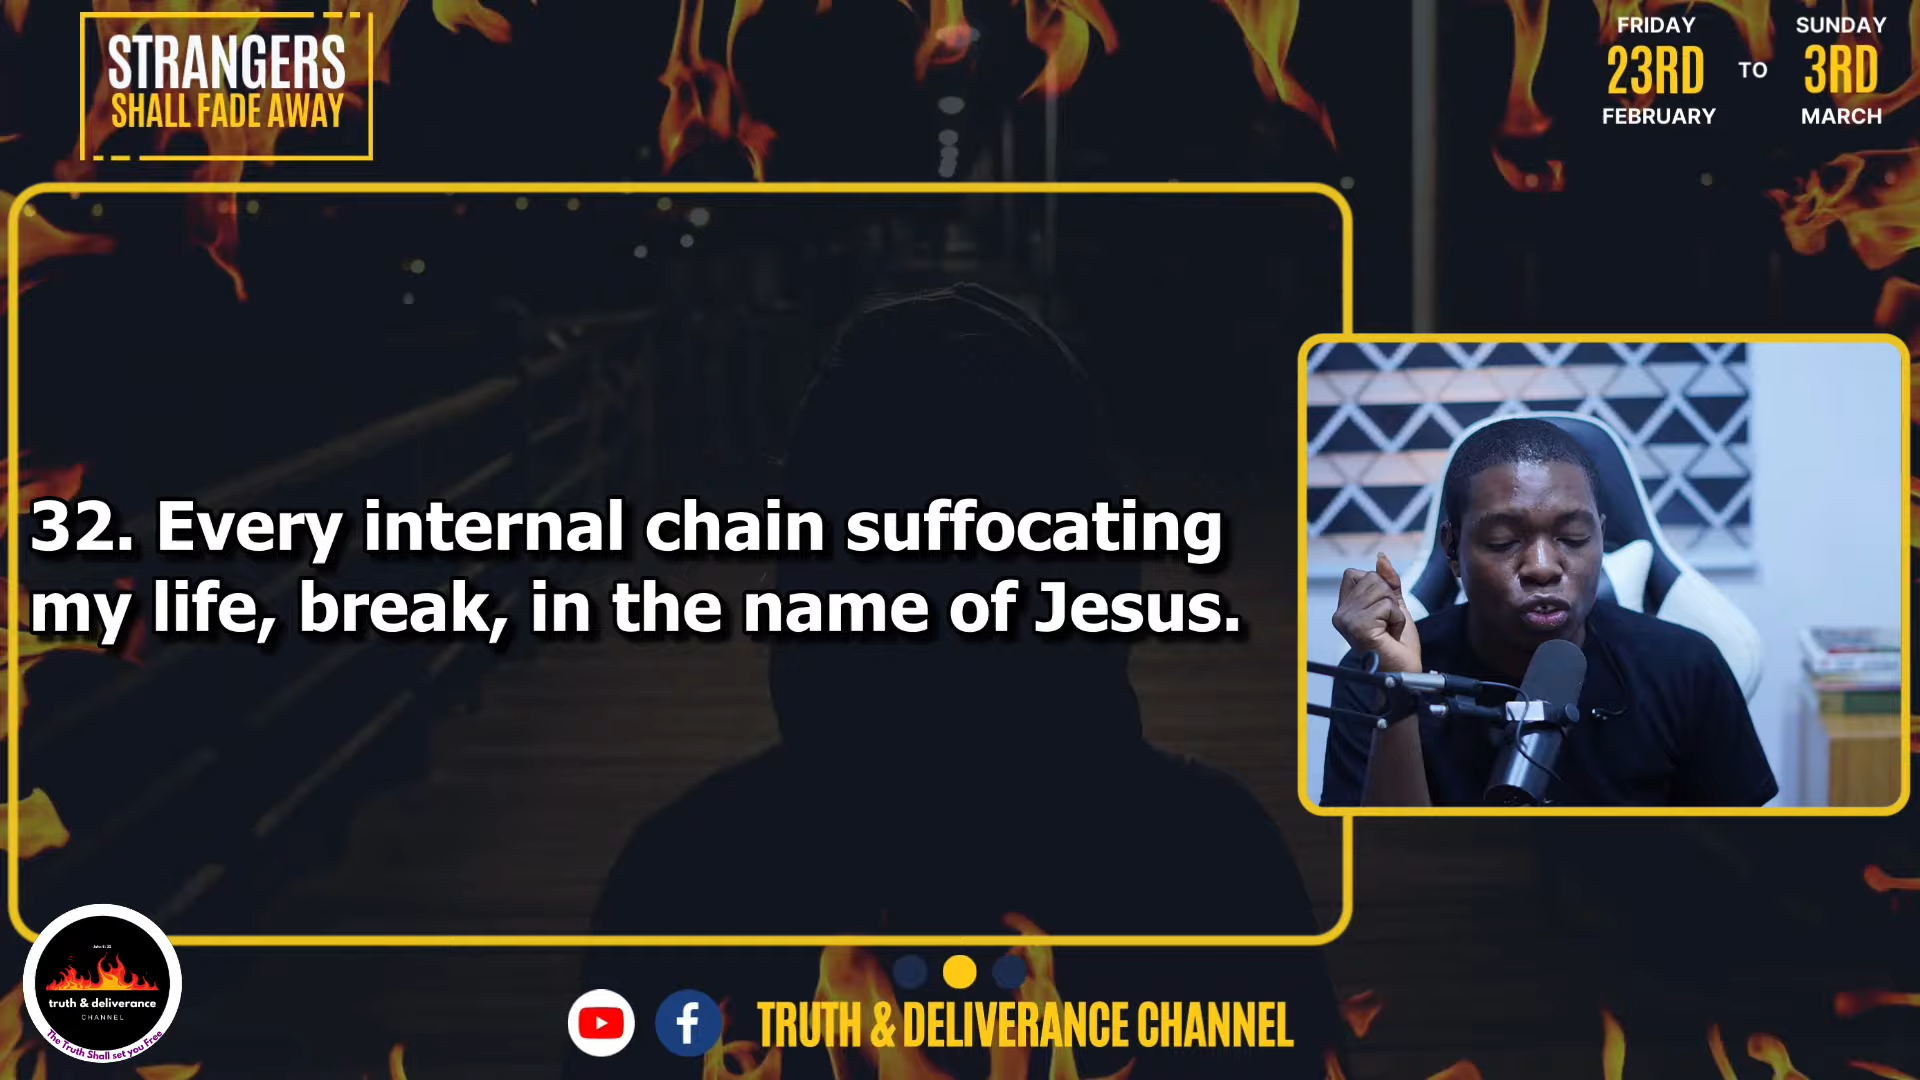 STRANGERS
SHALL FADE AWAY
FRIDAY
23RD
FEBRUARY
TO
SUNDAY
3RD
MARCH
32. Every internal chain suffocating
my life, break, in the name of Jesus.
truth & deliverance
CHANNEL
The Truth Shall set you Free
TRUTH & DELIVERANCE CHANNEL